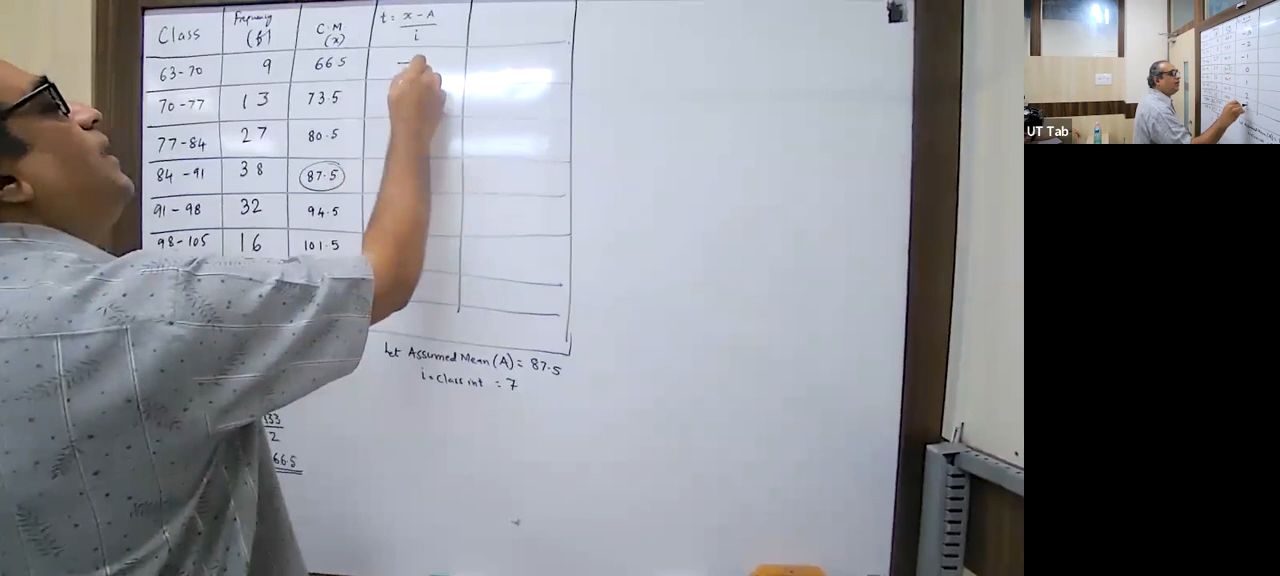 Class Frequency (f) C.M (x) t = x - A / i
63-70 9 66.5 -
70-77 13 73.5
77-84 27 80.5
84-91 38 87.5
91-98 32 94.5
98-105 16 101.5
Let Assumed Mean (A) = 87.5
i = Class int = 7
133
2
66.5
UT Tab